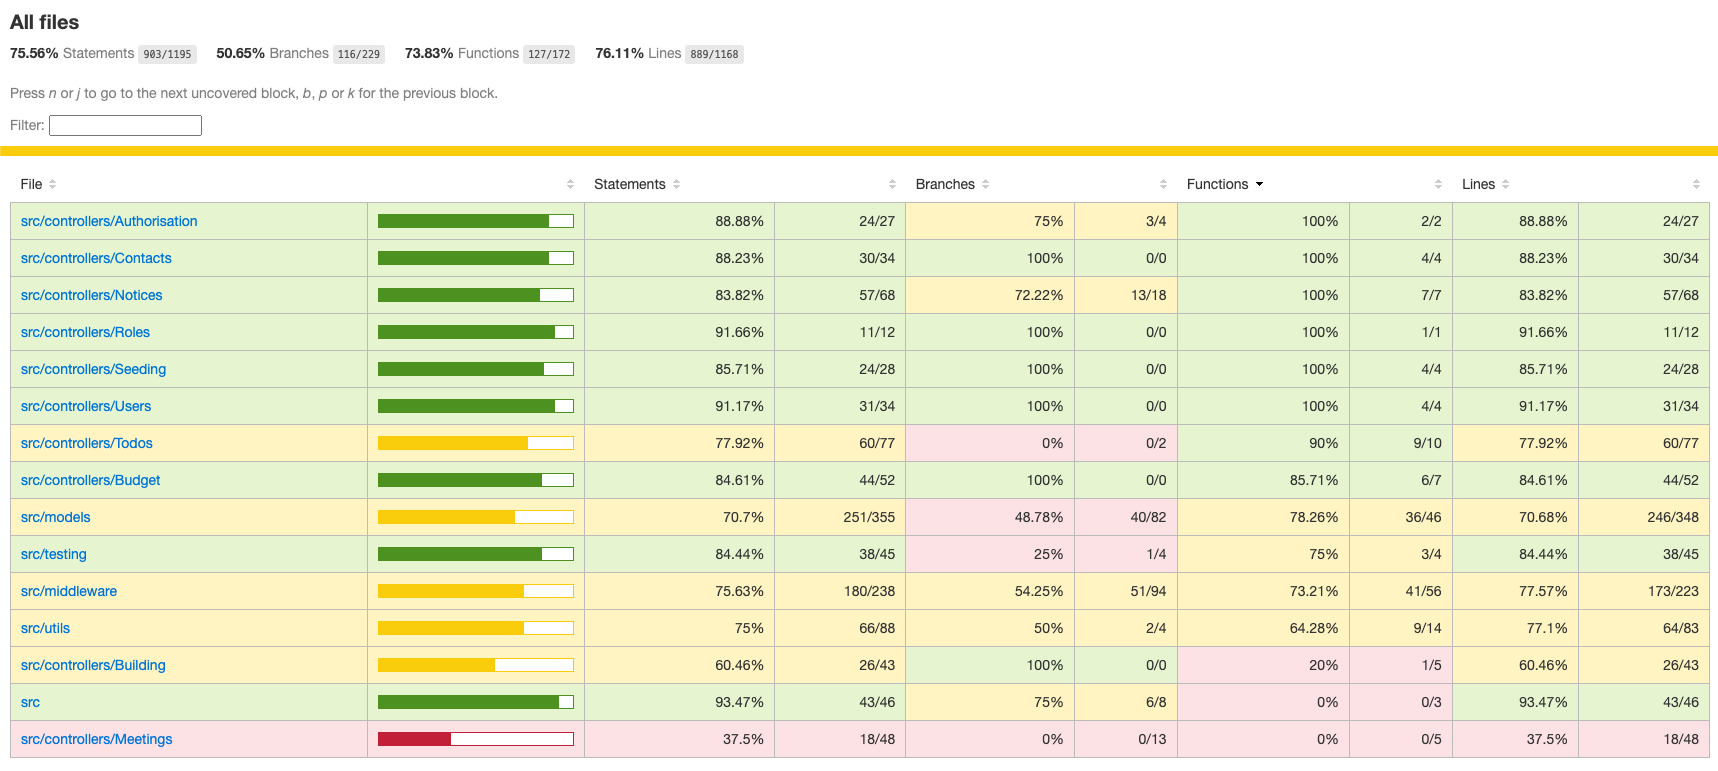 All files
75.56% Statements 903/1195 50.65% Branches 116/229 73.83% Functions 127/172 76.11% Lines 889/1168
Press n or j to go to the next uncovered block, b, p or k for the previous block.
Filter:
File Statements Branches Functions Lines
src/controllers/Authorisation 88.88% 24/27 75% 3/4 100% 2/2 88.88% 24/27
src/controllers/Contacts 88.23% 30/34 100% 0/0 100% 4/4 88.23% 30/34
src/controllers/Notices 83.82% 57/68 72.22% 13/18 100% 7/7 83.82% 57/68
src/controllers/Roles 91.66% 11/12 100% 0/0 100% 1/1 91.66% 11/12
src/controllers/Seeding 85.71% 24/28 100% 0/0 100% 4/4 85.71% 24/28
src/controllers/Users 91.17% 31/34 100% 0/0 100% 4/4 91.17% 31/34
src/controllers/Todos 77.92% 60/77 0% 0/2 90% 9/10 77.92% 60/77
src/controllers/Budget 84.61% 44/52 100% 0/0 85.71% 6/7 84.61% 44/52
src/models 70.7% 251/355 48.78% 40/82 78.26% 36/46 70.68% 246/348
src/testing 84.44% 38/45 25% 1/4 75% 3/4 84.44% 38/45
src/middleware 75.63% 180/238 54.25% 51/94 73.21% 41/56 77.57% 173/223
src/utils 75% 66/88 50% 2/4 64.28% 9/14 77.1% 64/83
src/controllers/Building 60.46% 26/43 100% 0/0 20% 1/5 60.46% 26/43
src 93.47% 43/46 75% 6/8 0% 0/3 93.47% 43/46
src/controllers/Meetings 37.5% 18/48 0% 0/13 0% 0/5 37.5% 18/48